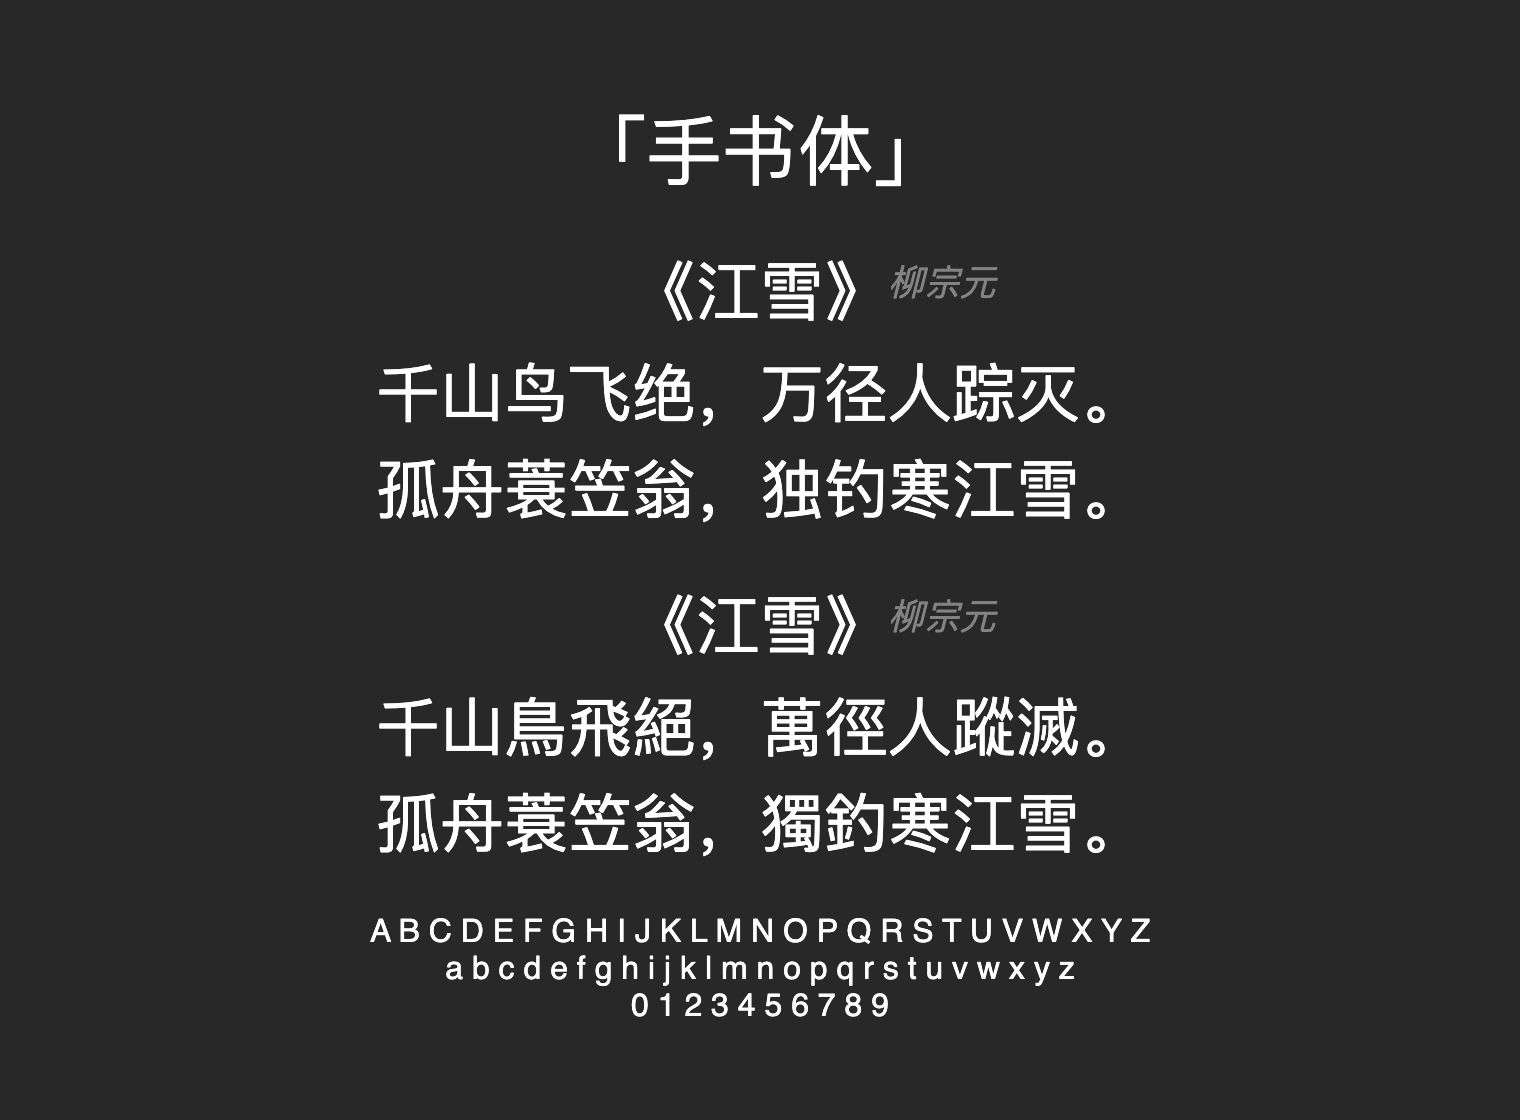 「手书体」
《江雪》柳宗元
千山鸟飞绝，万径人踪灭。
孤舟蓑笠翁，独钓寒江雪。
《江雪》柳宗元
千山鳥飛絕，萬徑人蹤滅。
孤舟蓑笠翁，獨釣寒江雪。
A B C D E F G H I J K L M N O P Q R S T U V W X Y Z
a b c d e f g h i j k l m n o p q r s t u v w x y z
0 1 2 3 4 5 6 7 8 9